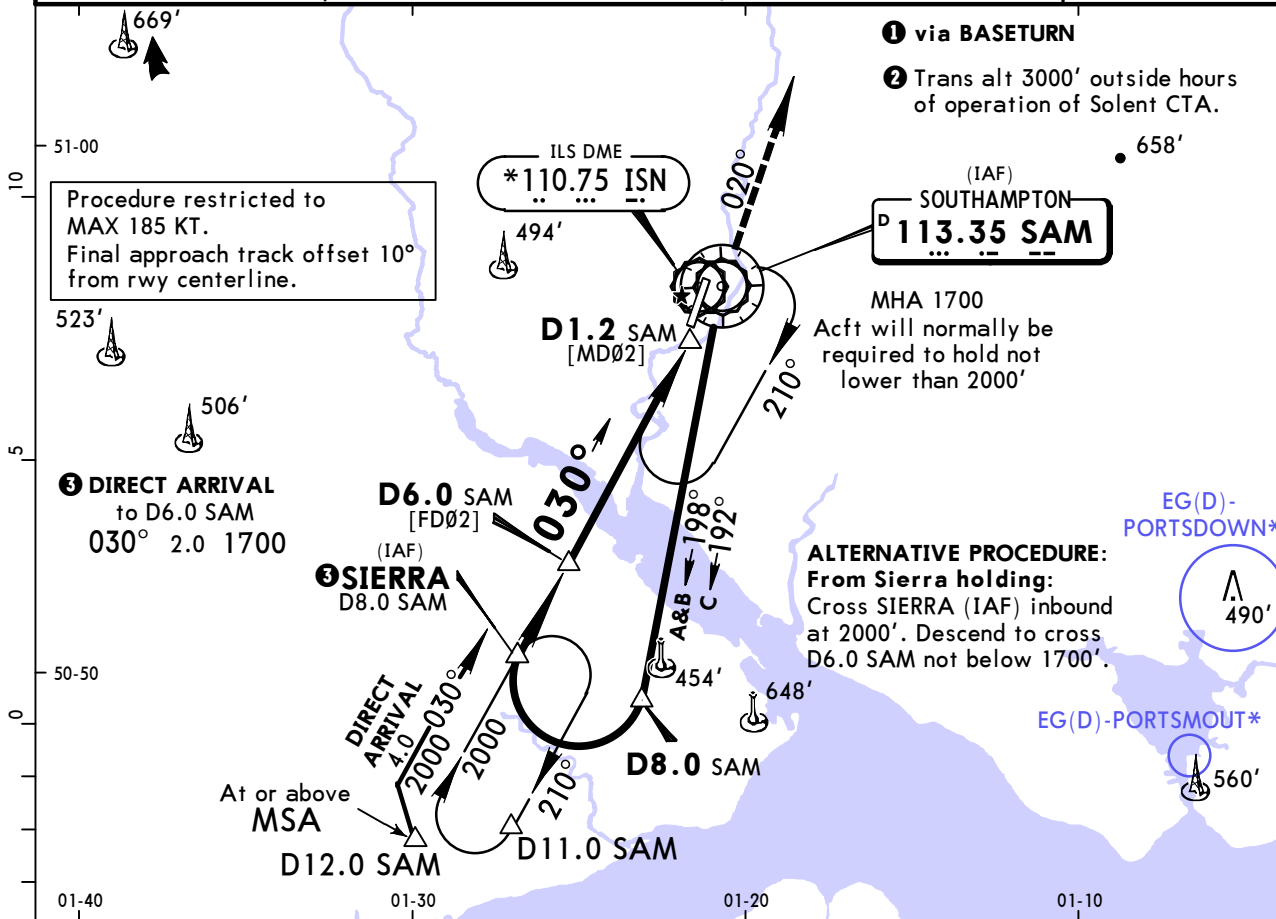 669'
❶ via BASETURN
❷ Trans alt 3000' outside hours
of operation of Solent CTA.
658'
51-00
10
ILS DME
*110.75 ISN
020°
(IAF)
SOUTHAMPTON
D 113.35 SAM
Procedure restricted to
MAX 185 KT.
Final approach track offset 10°
from rwy centerline.
494'
523'
D1.2 SAM
[MDØ2]
MHA 1700
Acft will normally be
required to hold not
lower than 2000'
210°
506'
5
❸ DIRECT ARRIVAL
to D6.0 SAM
030° 2.0 1700
D6.0 SAM
[FDØ2]
030°
(IAF)
❸ SIERRA
D8.0 SAM
A&B 198°
C 192°
ALTERNATIVE PROCEDURE:
From Sierra holding:
Cross SIERRA (IAF) inbound
at 2000'. Descend to cross
D6.0 SAM not below 1700'.
EG(D)-
PORTSDOWN*
490'
50-50
454'
648'
0
DIRECT
ARRIVAL
4.0
2000 030°
2000
210°
D8.0 SAM
EG(D)-PORTSMOUT*
560'
At or above
MSA
D12.0 SAM
D11.0 SAM
01-40
01-30
01-20
01-10